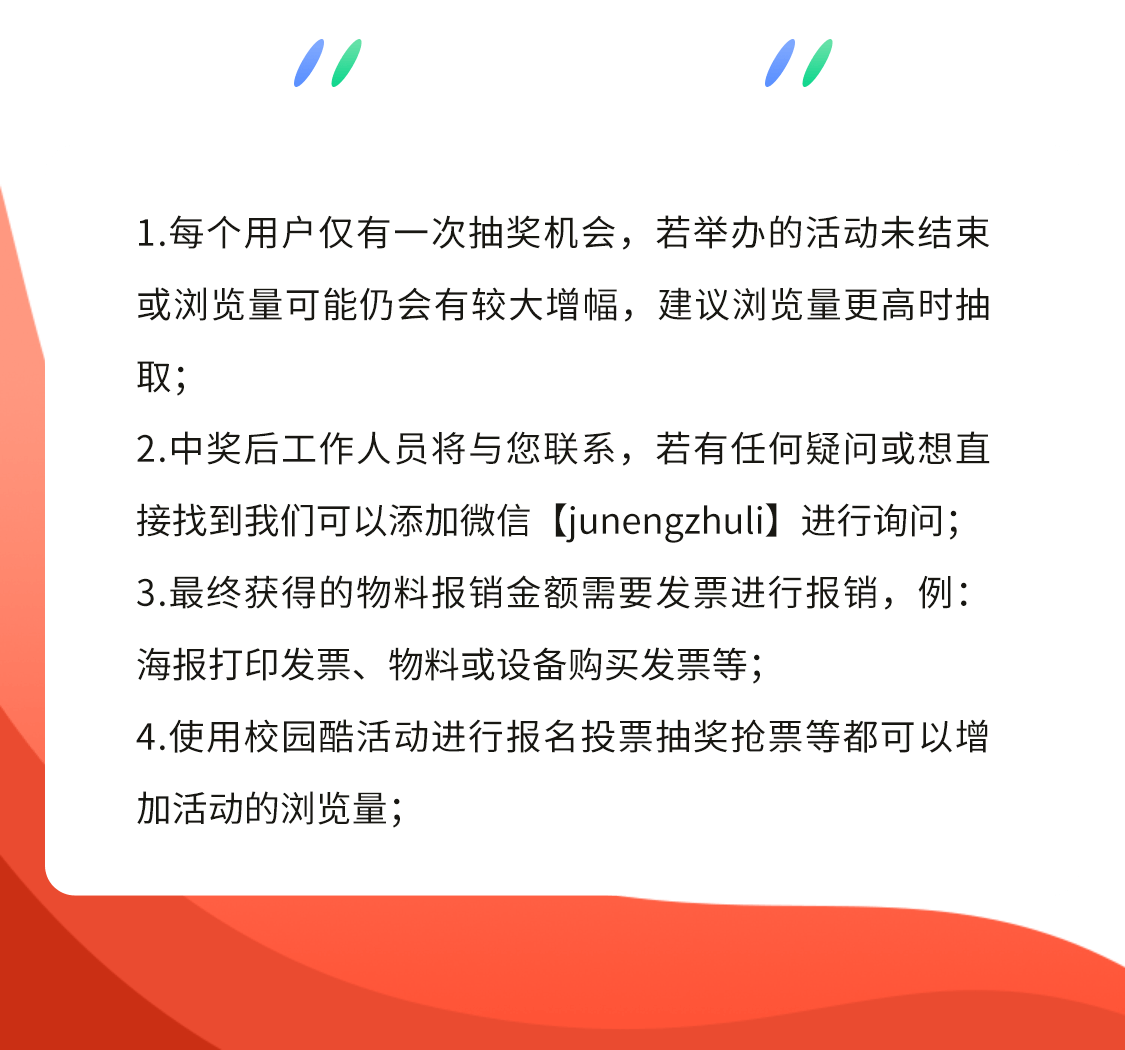 1.每个用户仅有一次抽奖机会，若举办的活动未结束
或浏览量可能仍会有较大增幅，建议浏览量更高时抽
取；
2.中奖后工作人员将与您联系，若有任何疑问或想直
接找到我们可以添加微信【junengzhuli】进行询问；
3.最终获得的物料报销金额需要发票进行报销，例：
海报打印发票、物料或设备购买发票等；
4.使用校园酷活动进行报名投票抽奖抢票等都可以增
加活动的浏览量；